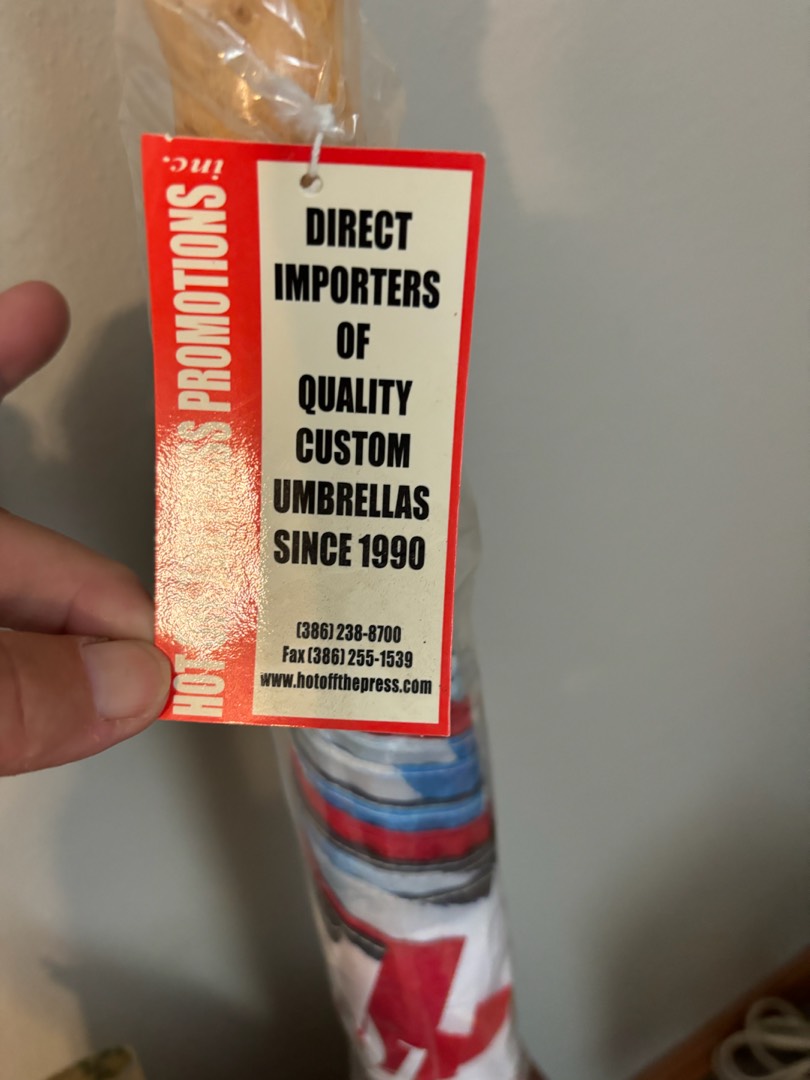 HOT PROMOTIONS inc.
DIRECT
IMPORTERS
OF
QUALITY
CUSTOM
UMBRELLAS
SINCE 1990
(386) 238-8700
Fax (386) 255-1539
www.hotoffthepress.com